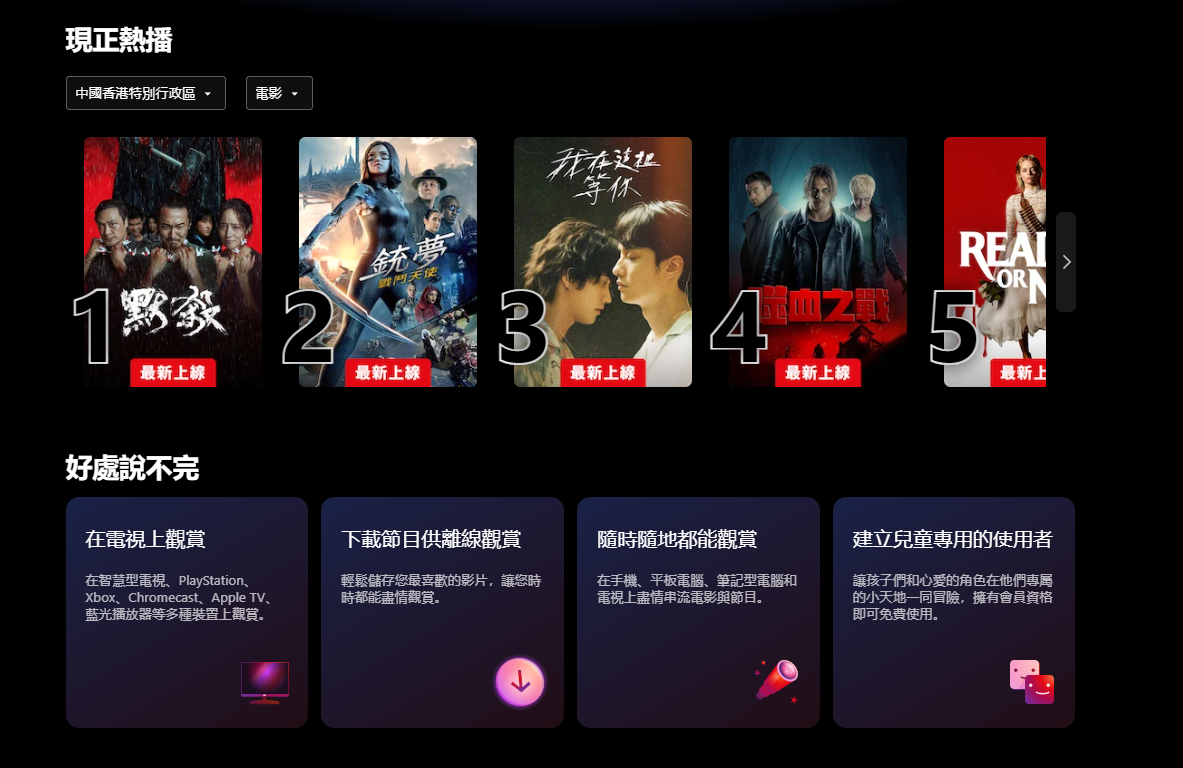 現正熱播
中國香港特別行政區
電影
我在這裡
等你
銃夢
戰鬥天使
READ
OR N
默殺
噬血之戰
1
2
3
4
5
最新上線
最新上線
最新上線
最新上線
最新上
好處說不完
在電視上觀賞
在智慧型電視、PlayStation、
Xbox、Chromecast、Apple TV、
藍光播放器等多種裝置上觀賞。
下載節目供離線觀賞
輕鬆儲存您最喜歡的影片，讓您時
時都能盡情觀賞。
隨時隨地都能觀賞
在手機、平板電腦、筆記型電腦和
電視上盡情串流電影與節目。
建立兒童專用的使用者
讓孩子們和心愛的角色在他們專屬
的小天地一同冒險，擁有會員資格
即可免費使用。